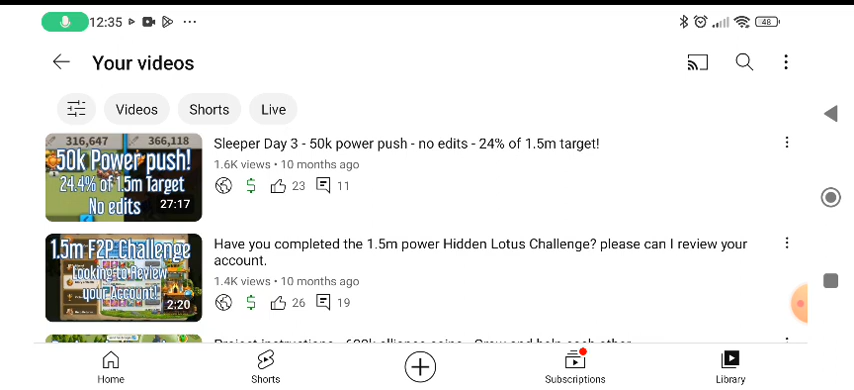 12:35
48
Your videos
Videos Shorts Live
316,647 366,118
50k Power push!
24.4% of 1.5m Target
No edits
27:17
Sleeper Day 3 - 50k power push - no edits - 24% of 1.5m target!
1.6K views • 10 months ago
23 11
1.5m F2P Challenge
Looking to Review
your Account!
2:20
Have you completed the 1.5m power Hidden Lotus Challenge? please can I review your
account.
1.4K views • 10 months ago
26 19
Home Shorts Subscriptions Library